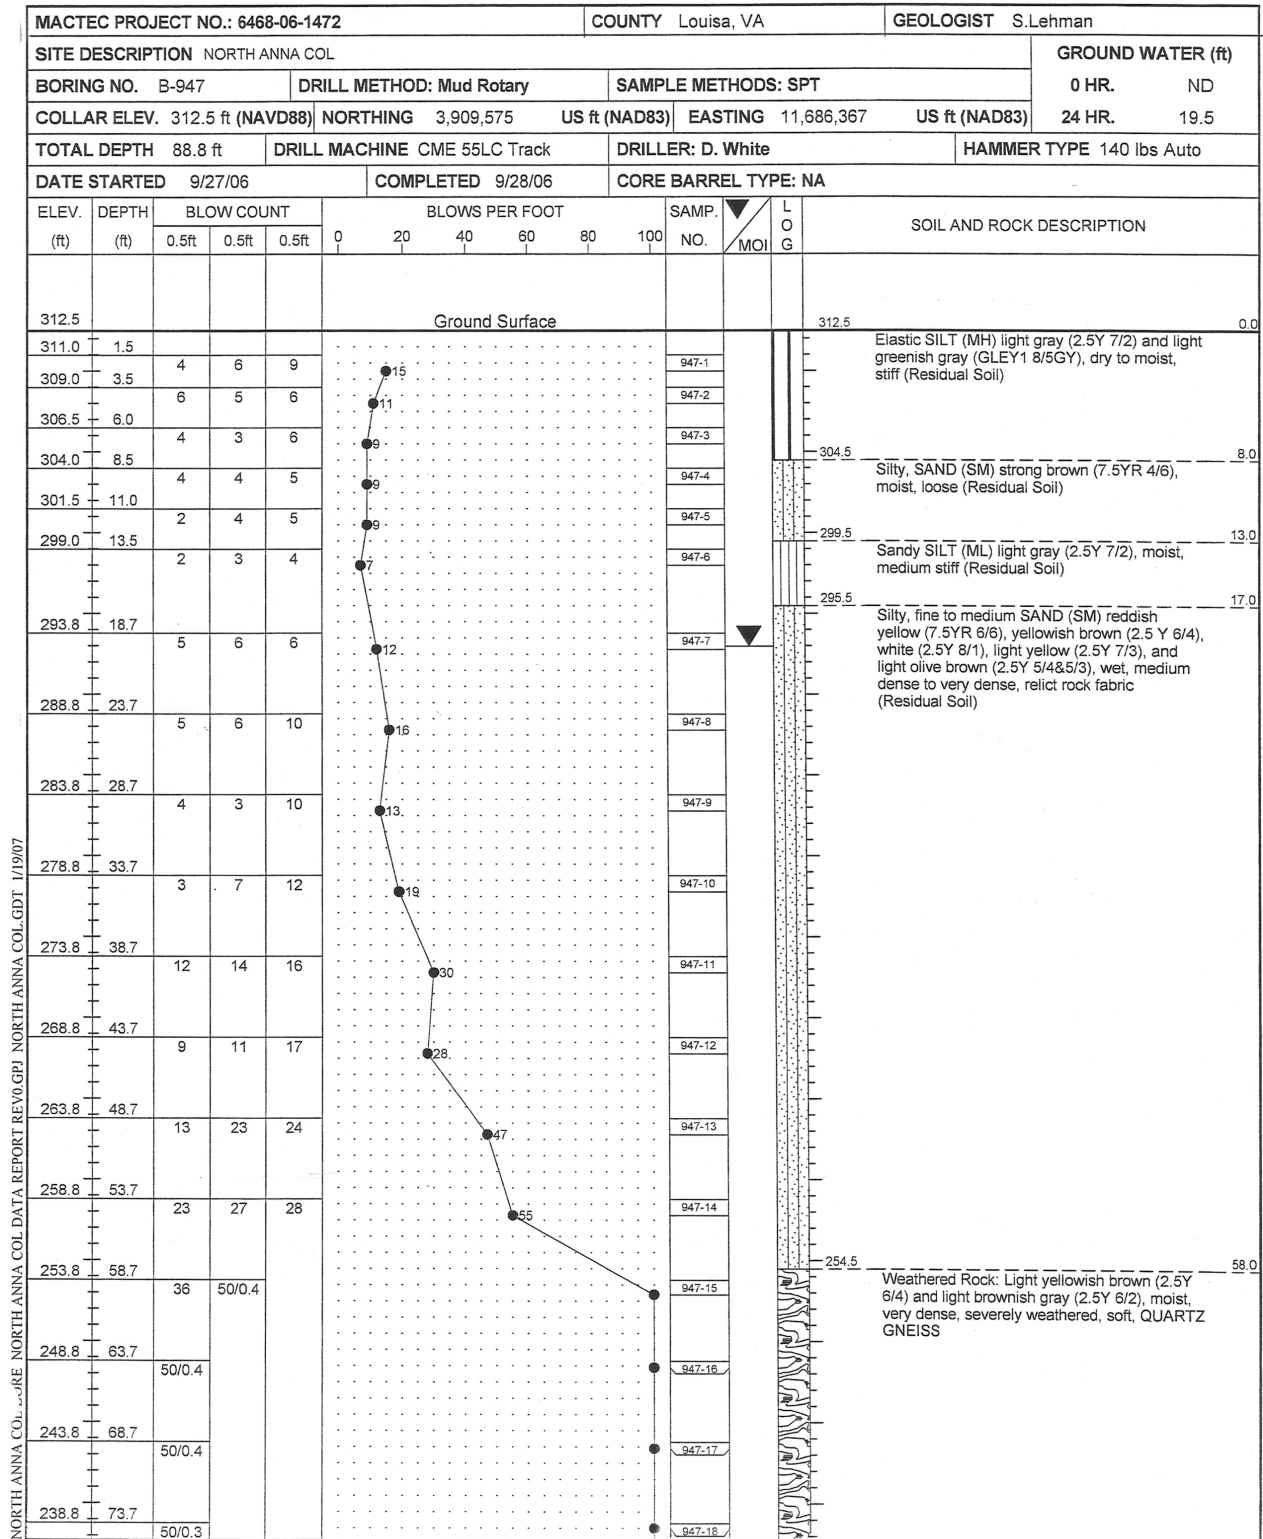 MACTEC PROJECT NO.: 6468-06-1472 COUNTY Louisa, VA GEOLOGIST S.Lehman
SITE DESCRIPTION NORTH ANNA COL GROUND WATER (ft)
BORING NO. B-947 DRILL METHOD: Mud Rotary SAMPLE METHODS: SPT 0 HR. ND
COLLAR ELEV. 312.5 ft (NAVD88) NORTHING 3,909,575 US ft (NAD83) EASTING 11,686,367 US ft (NAD83) 24 HR. 19.5
TOTAL DEPTH 88.8 ft DRILL MACHINE CME 55LC Track DRILLER: D. White HAMMER TYPE 140 lbs Auto
DATE STARTED 9/27/06 COMPLETED 9/28/06 CORE BARREL TYPE: NA
ELEV. DEPTH BLOW COUNT BLOWS PER FOOT SAMP. L O G SOIL AND ROCK DESCRIPTION
(ft) (ft) 0.5ft 0.5ft 0.5ft 0 20 40 60 80 100 NO. MOI
312.5 Ground Surface 312.5 0.0
311.0 1.5 Elastic SILT (MH) light gray (2.5Y 7/2) and light
4 6 9 15 947-1 greenish gray (GLEY1 8/5GY), dry to moist,
309.0 3.5 stiff (Residual Soil)
6 5 6 11 947-2
306.5 6.0
4 3 6 9 947-3
304.0 8.5 304.5 8.0
4 4 5 9 947-4 Silty, SAND (SM) strong brown (7.5YR 4/6),
moist, loose (Residual Soil)
301.5 11.0
2 4 5 9 947-5
299.0 13.5 299.5 13.0
2 3 4 7 947-6 Sandy SILT (ML) light gray (2.5Y 7/2), moist,
medium stiff (Residual Soil)
295.5 17.0
293.8 18.7 Silty, fine to medium SAND (SM) reddish
yellow (7.5YR 6/6), yellowish brown (2.5 Y 6/4),
5 6 6 12 947-7 white (2.5Y 8/1), light yellow (2.5Y 7/3), and
light olive brown (2.5Y 5/4&5/3), wet, medium
dense to very dense, relict rock fabric
288.8 23.7 (Residual Soil)
5 6 10 16 947-8
283.8 28.7
4 3 10 13 947-9
278.8 33.7
3 7 12 19 947-10
273.8 38.7
12 14 16 30 947-11
268.8 43.7
9 11 17 28 947-12
263.8 48.7
13 23 24 47 947-13
258.8 53.7
23 27 28 55 947-14
253.8 58.7 254.5 58.0
36 50/0.4 947-15 Weathered Rock: Light yellowish brown (2.5Y
6/4) and light brownish gray (2.5Y 6/2), moist,
very dense, severely weathered, soft, QUARTZ
GNEISS
248.8 63.7
50/0.4 947-16
243.8 68.7
50/0.4 947-17
238.8 73.7
50/0.3 947-18
NORTH ANNA NORTH ANNA COL DATA REPORT REV0.GPJ NORTH ANNA COL.GDT 1/19/07